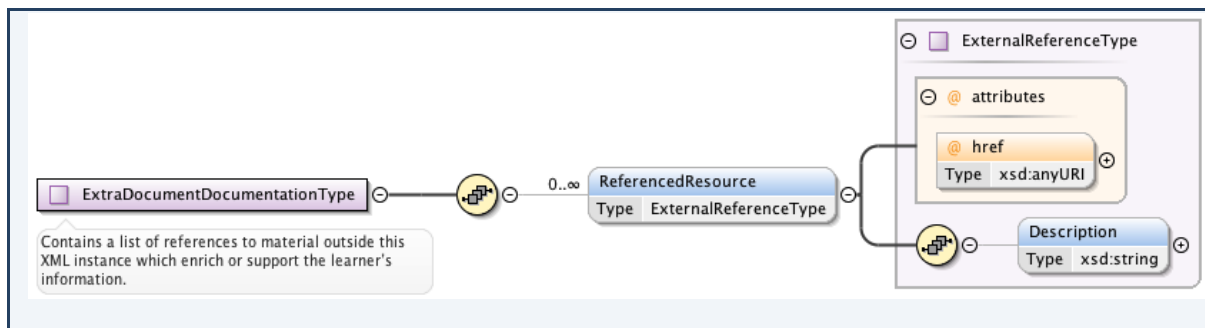 ExternalReferenceType
@ attributes
@ href
Type xsd:anyURI
ExtraDocumentDocumentationType
0..∞
ReferencedResource
Type ExternalReferenceType
Contains a list of references to material outside this
XML instance which enrich or support the learner's
information.
Description
Type xsd:string